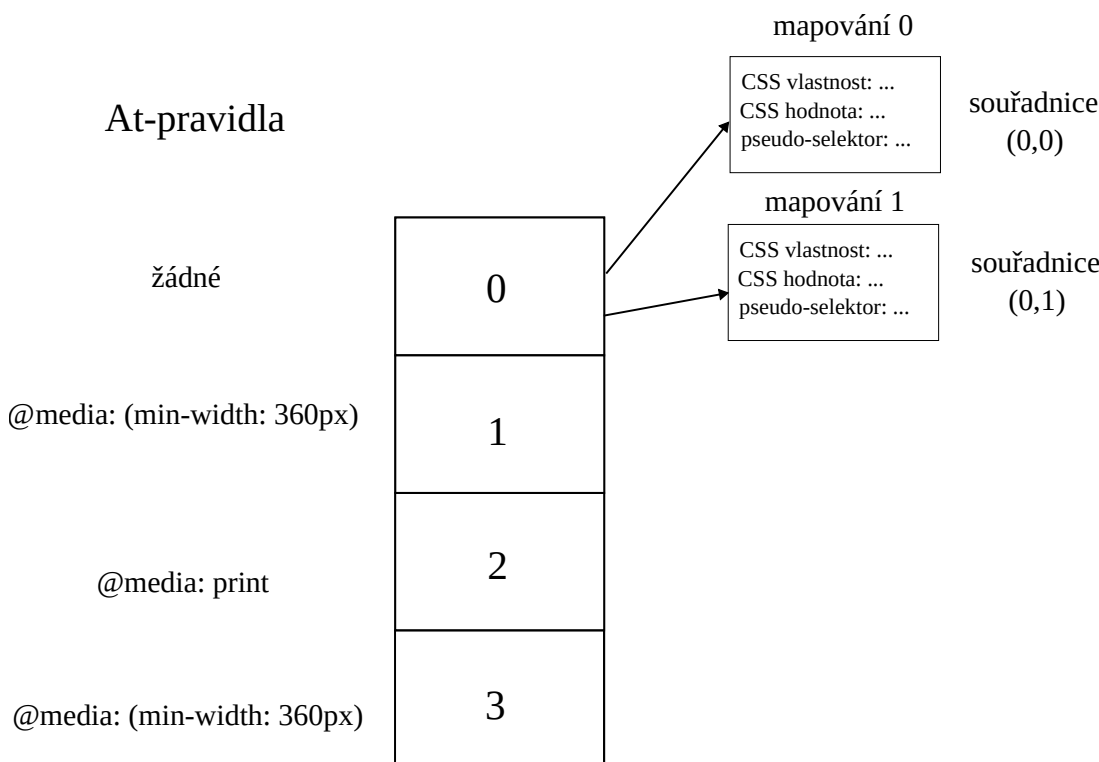 mapování 0
CSS vlastnost: ...
CSS hodnota: ...
pseudo-selektor: ...
souřadnice
(0,0)
At-pravidla
mapování 1
CSS vlastnost: ...
CSS hodnota: ...
pseudo-selektor: ...
souřadnice
(0,1)
žádné
0
@media: (min-width: 360px)
1
@media: print
2
@media: (min-width: 360px)
3